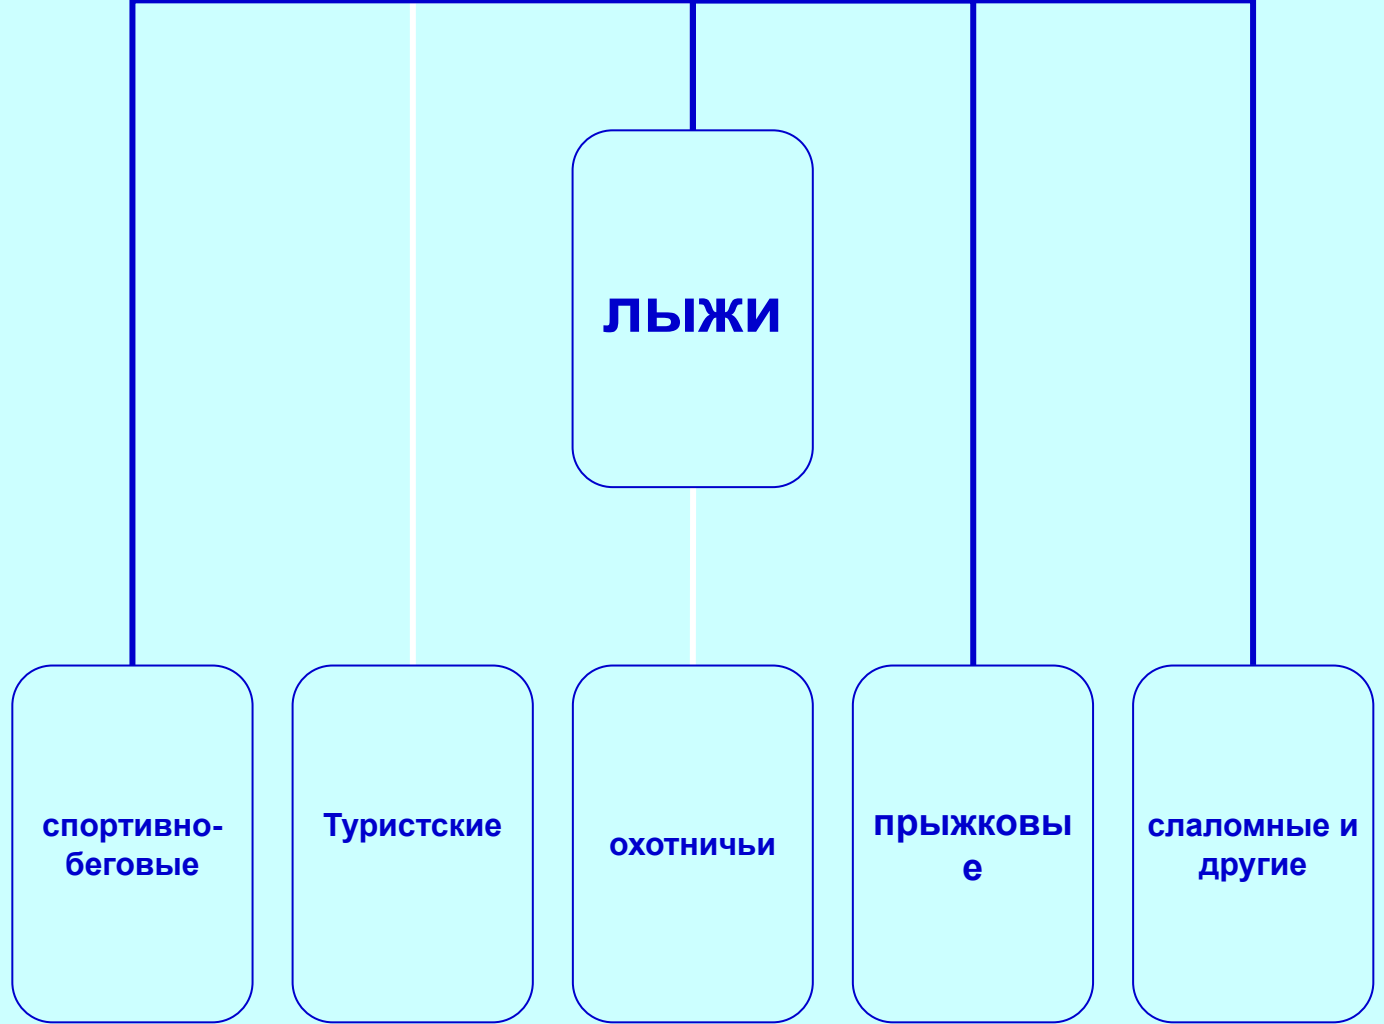 лыжи
спортивно-
беговые
Туристские
охотничьи
прыжковы
е
слаломные и
другие